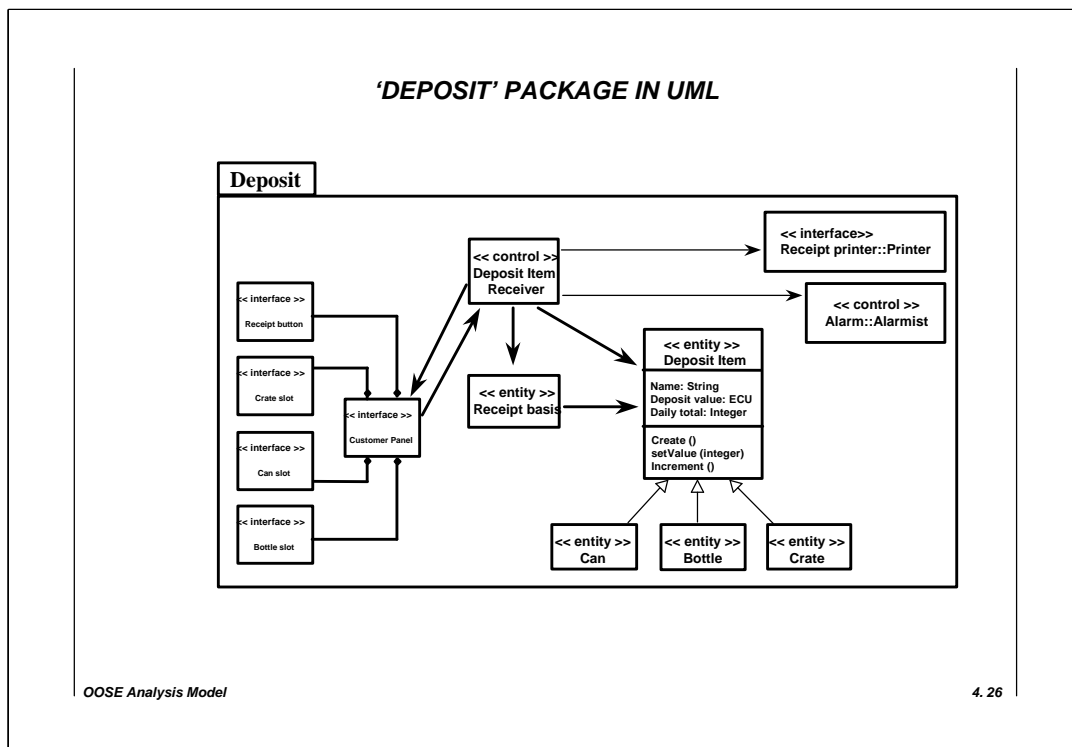 ‘DEPOSIT’ PACKAGE IN UML
Deposit
<< interface>>
Receipt printer::Printer
<< control >>
Deposit Item
Receiver
<< control >>
Alarm::Alarmist
<< interface >>
Receipt button
<< interface >>
Crate slot
<< interface >>
Can slot
<< interface >>
Bottle slot
<< interface >>
Customer Panel
<< entity >>
Receipt basis
<< entity >>
Deposit Item
Name: String
Deposit value: ECU
Daily total: Integer
Create ()
setValue (integer)
Increment ()
<< entity >>
Can
<< entity >>
Bottle
<< entity >>
Crate
OOSE Analysis Model
4. 26